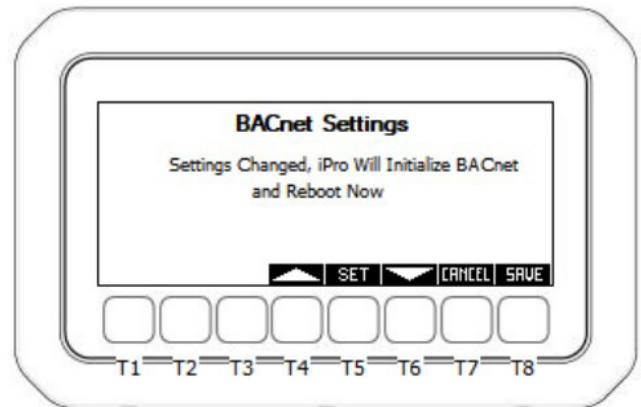 BACnet Settings
Settings Changed, iPro Will Initialize BACnet
and Reboot Now
SET CANCEL SAVE
T1 T2 T3 T4 T5 T6 T7 T8